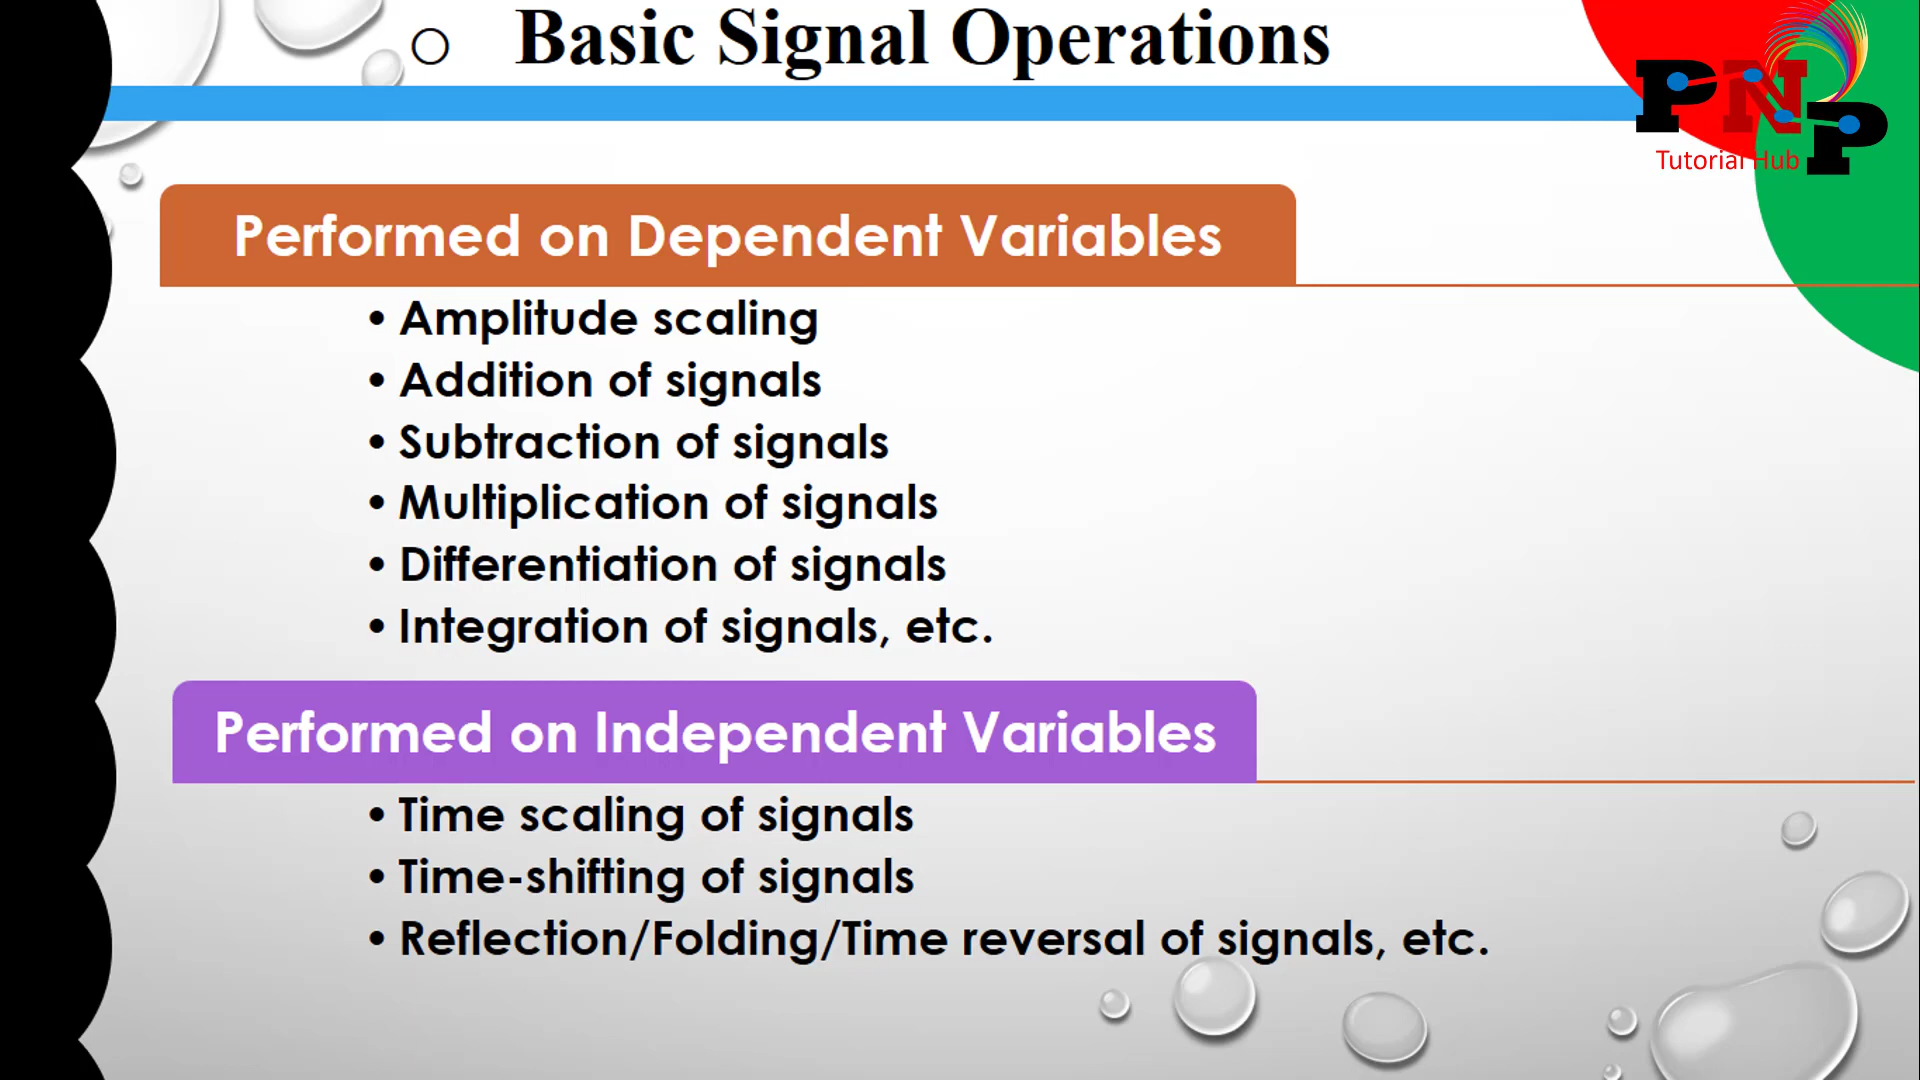 ○ Basic Signal Operations
PNP
Tutorial Hub
Performed on Dependent Variables
• Amplitude scaling
• Addition of signals
• Subtraction of signals
• Multiplication of signals
• Differentiation of signals
• Integration of signals, etc.
Performed on Independent Variables
• Time scaling of signals
• Time-shifting of signals
• Reflection/Folding/Time reversal of signals, etc.